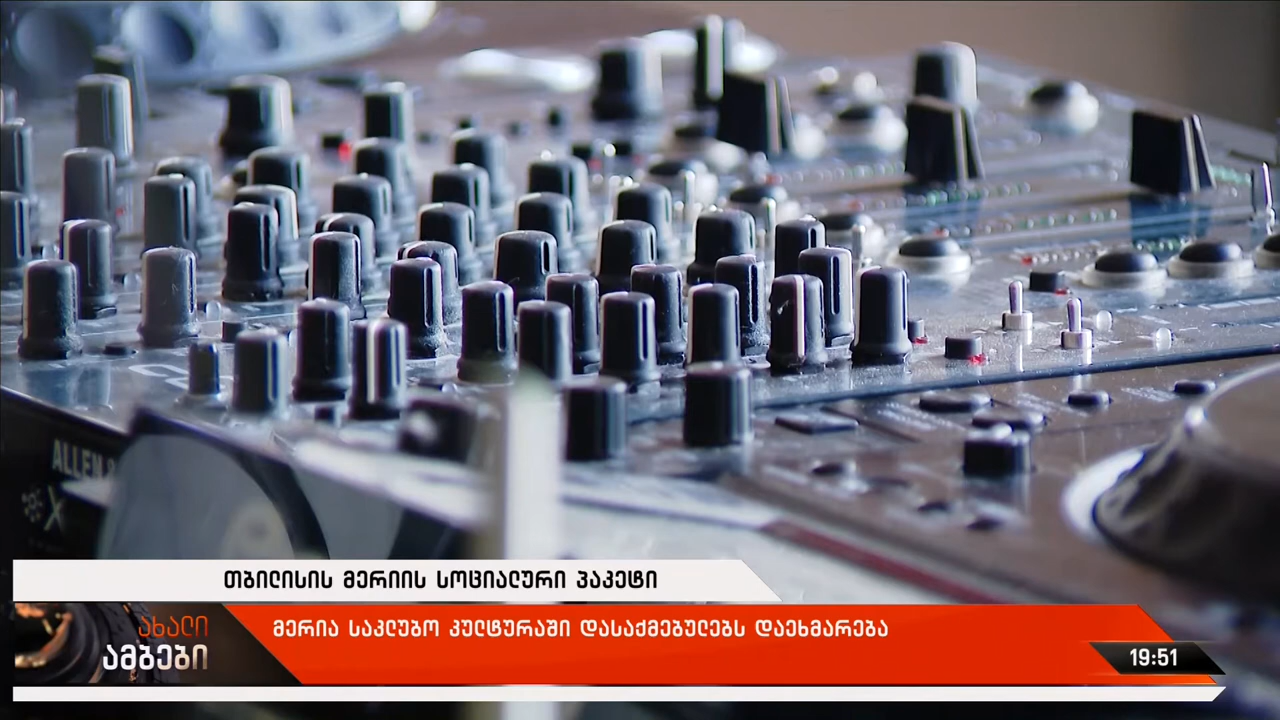 ALLEN
X
თბილისის მერიის სოციალური პაკეტი
მერია საკლუბო კულტურაში დასაქმებულებს დაეხმარება
ახალი
ამბები
19:51